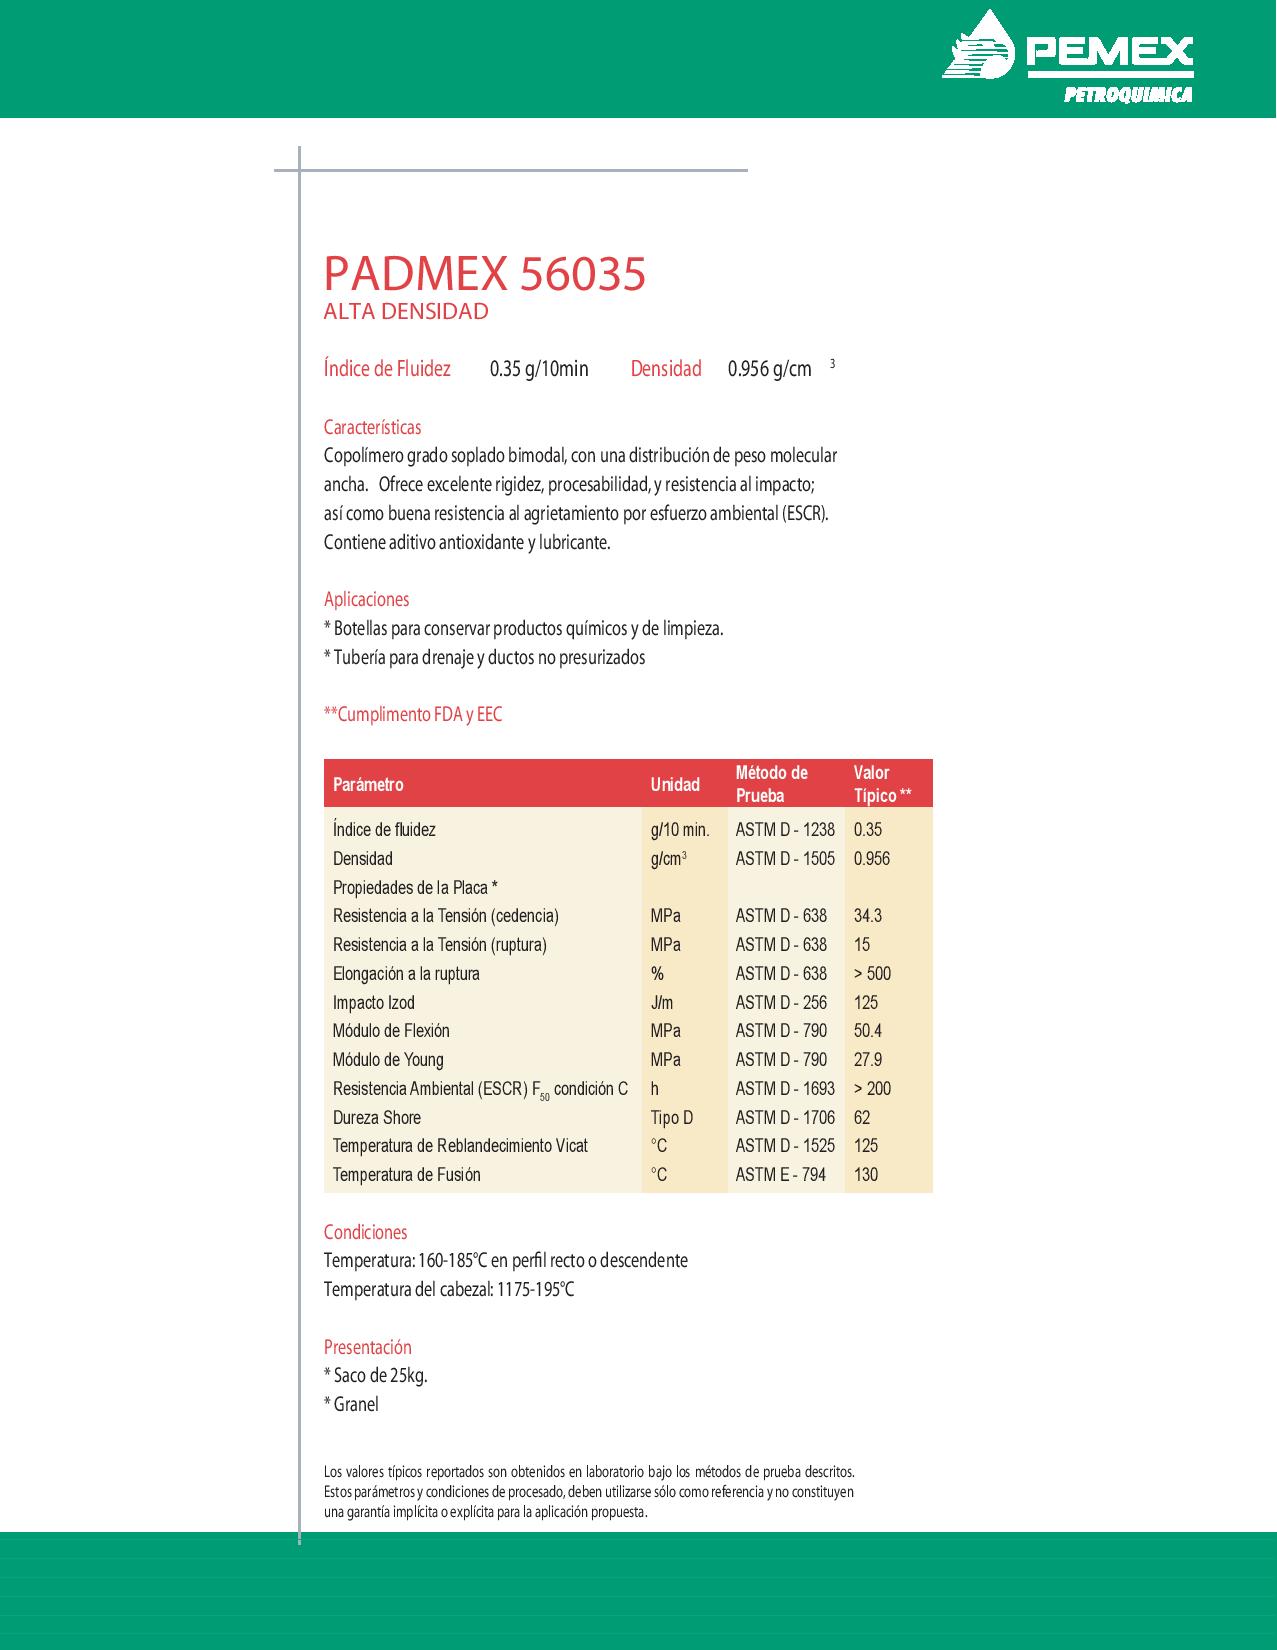 PEMEX
PETROQUIMICA
PADMEX 56035
ALTA DENSIDAD
Índice de Fluidez 0.35 g/10min Densidad 0.956 g/cm 3
Características
Copolímero grado soplado bimodal, con una distribución de peso molecular
ancha. Ofrece excelente rigidez, procesabilidad, y resistencia al impacto;
así como buena resistencia al agrietamiento por esfuerzo ambiental (ESCR).
Contiene aditivo antioxidante y lubricante.
Aplicaciones
* Botellas para conservar productos químicos y de limpieza.
* Tubería para drenaje y ductos no presurizados
**Cumplimento FDA y EEC
Parámetro Unidad Método de Prueba Valor Típico **
Índice de fluidez g/10 min. ASTM D - 1238 0.35
Densidad g/cm³ ASTM D - 1505 0.956
Propiedades de la Placa *
Resistencia a la Tensión (cedencia) MPa ASTM D - 638 34.3
Resistencia a la Tensión (ruptura) MPa ASTM D - 638 15
Elongación a la ruptura % ASTM D - 638 > 500
Impacto Izod J/m ASTM D - 256 125
Módulo de Flexión MPa ASTM D - 790 50.4
Módulo de Young MPa ASTM D - 790 27.9
Resistencia Ambiental (ESCR) F50 condición C h ASTM D - 1693 > 200
Dureza Shore Tipo D ASTM D - 1706 62
Temperatura de Reblandecimiento Vicat °C ASTM D - 1525 125
Temperatura de Fusión °C ASTM E - 794 130
Condiciones
Temperatura: 160-185°C en perfil recto o descendente
Temperatura del cabezal: 1175-195°C
Presentación
* Saco de 25kg.
* Granel
Los valores típicos reportados son obtenidos en laboratorio bajo los métodos de prueba descritos.
Estos parámetros y condiciones de procesado, deben utilizarse sólo como referencia y no constituyen
una garantía implícita o explícita para la aplicación propuesta.